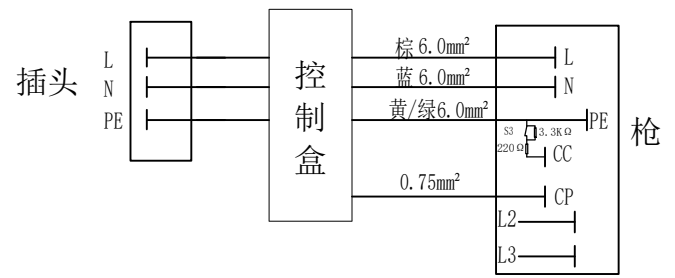 插头
L
N
PE
控制盒
棕 6.0mm²
蓝 6.0mm²
黄/绿6.0mm²
0.75mm²
L
N
PE
S3
3.3KΩ
220Ω
CC
CP
L2
L3
枪